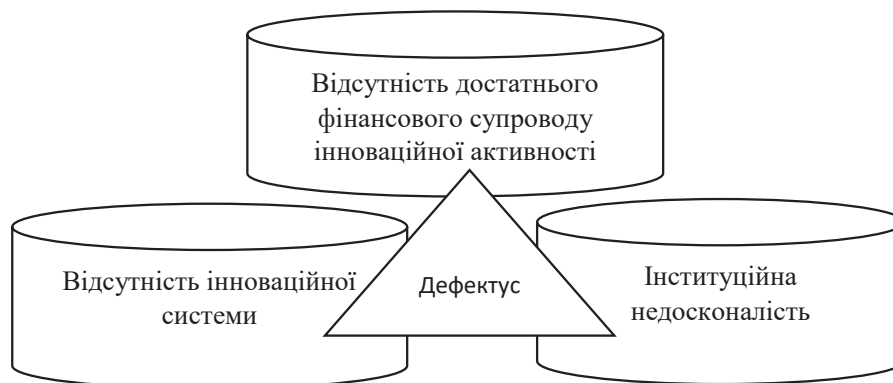 Відсутність достатнього
фінансового супроводу
інноваційної активності
Відсутність інноваційної
системи
Дефектус
Інституційна
недосконалість